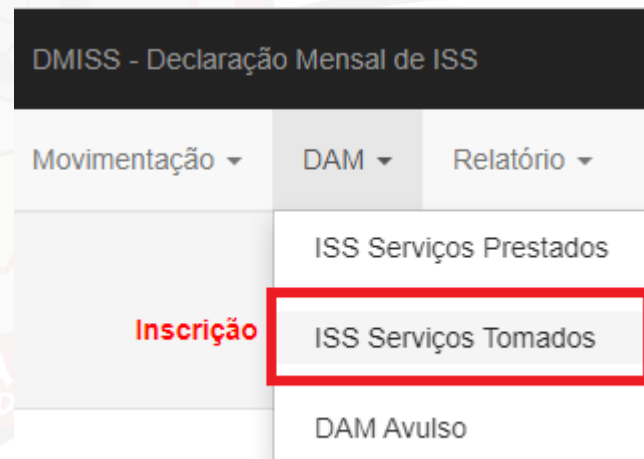 DMISS - Declaração Mensal de ISS
Movimentação DAM Relatório
ISS Serviços Prestados
Inscrição ISS Serviços Tomados
DAM Avulso